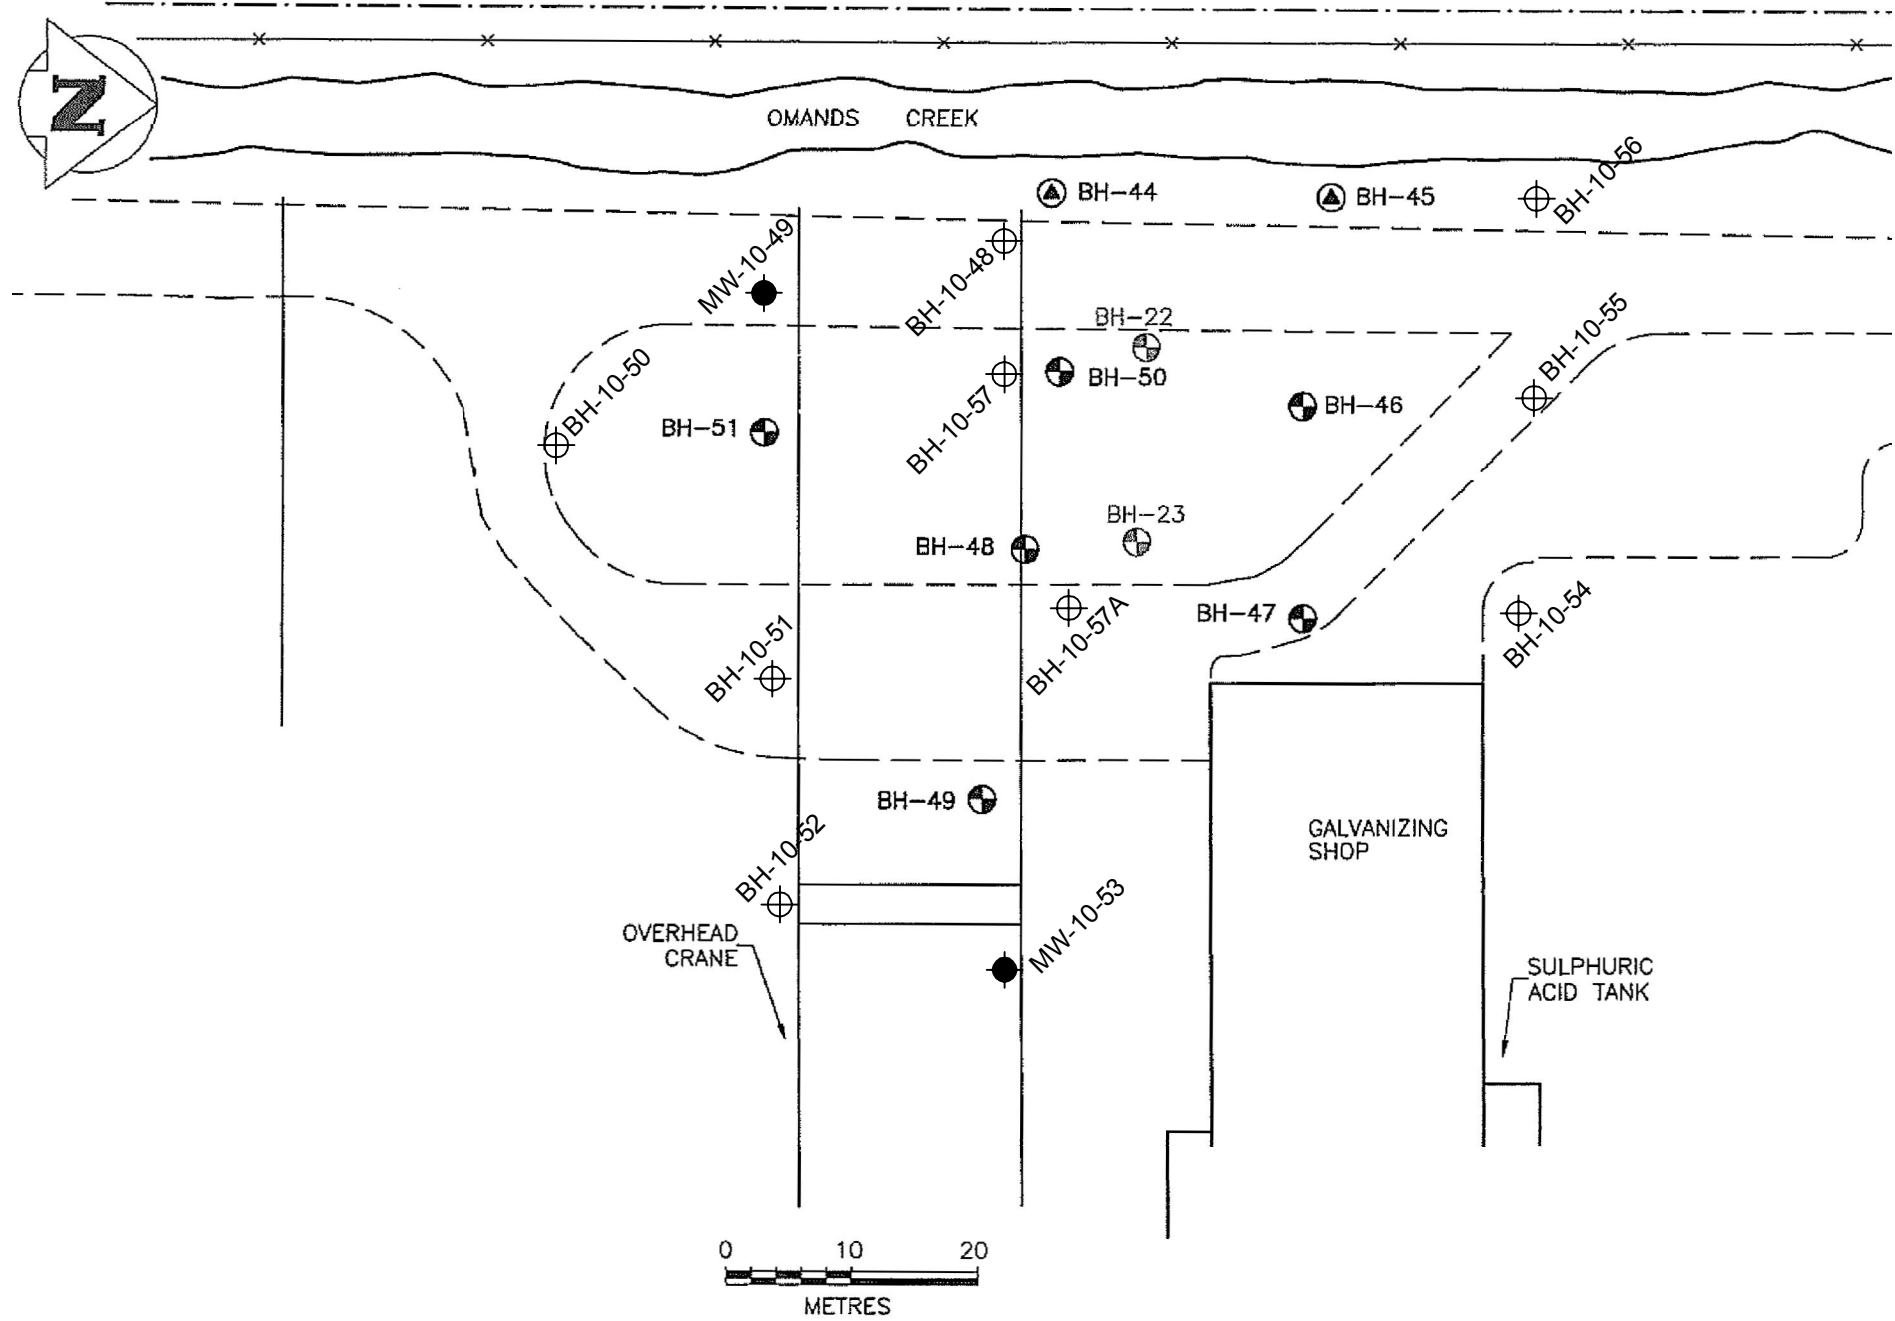 N
OMANDS CREEK
BH-44
BH-45
BH-10-56
MW-10-49
BH-10-48
BH-22
BH-10-55
BH-10-50
BH-10-57
BH-50
BH-46
BH-51
BH-23
BH-48
BH-10-51
BH-10-57A
BH-47
BH-10-54
BH-49
BH-10-52
GALVANIZING
SHOP
MW-10-53
OVERHEAD
CRANE
SULPHURIC
ACID TANK
0 10 20
METRES